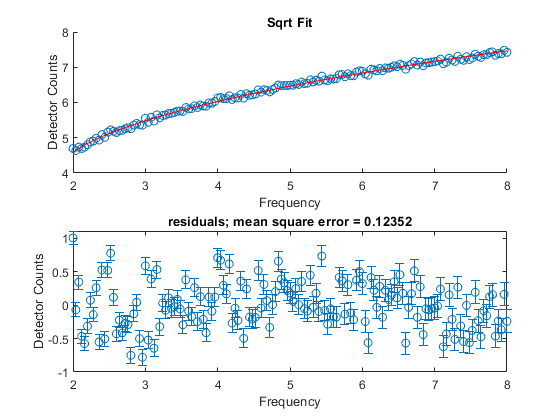 Sqrt Fit
8
7
6
5
4
Detector Counts
2 3 4 5 6 7 8
Frequency
residuals; mean square error = 0.12352
1
0.5
0
-0.5
-1
Detector Counts
2 3 4 5 6 7 8
Frequency